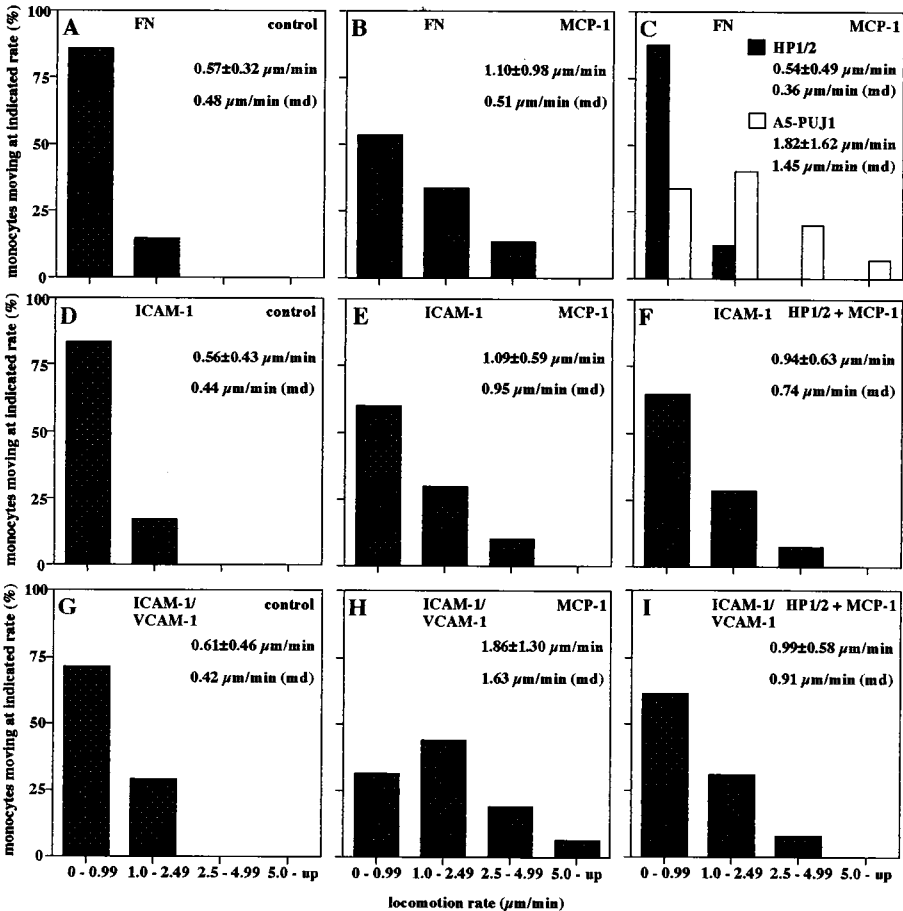 monocytes moving at indicated rate (%)
100
75
50
25
0
A FN control
0.57±0.32 µm/min
0.48 µm/min (md)
B FN MCP-1
1.10±0.98 µm/min
0.51 µm/min (md)
C FN MCP-1
HP1/2
0.54±0.49 µm/min
0.36 µm/min (md)
A5-PUJ1
1.82±1.62 µm/min
1.45 µm/min (md)
monocytes moving at indicated rate (%)
100
75
50
25
0
D ICAM-1 control
0.56±0.43 µm/min
0.44 µm/min (md)
E ICAM-1 MCP-1
1.09±0.59 µm/min
0.95 µm/min (md)
F ICAM-1 HP1/2 + MCP-1
0.94±0.63 µm/min
0.74 µm/min (md)
monocytes moving at indicated rate (%)
100
75
50
25
0
G ICAM-1/ control
VCAM-1
0.61±0.46 µm/min
0.42 µm/min (md)
H ICAM-1/ MCP-1
VCAM-1
1.86±1.30 µm/min
1.63 µm/min (md)
I ICAM-1/ HP1/2 + MCP-1
VCAM-1
0.99±0.58 µm/min
0.91 µm/min (md)
0 - 0.99 1.0 - 2.49 2.5 - 4.99 5.0 - up
0 - 0.99 1.0 - 2.49 2.5 - 4.99 5.0 - up
0 - 0.99 1.0 - 2.49 2.5 - 4.99 5.0 - up
locomotion rate (µm/min)